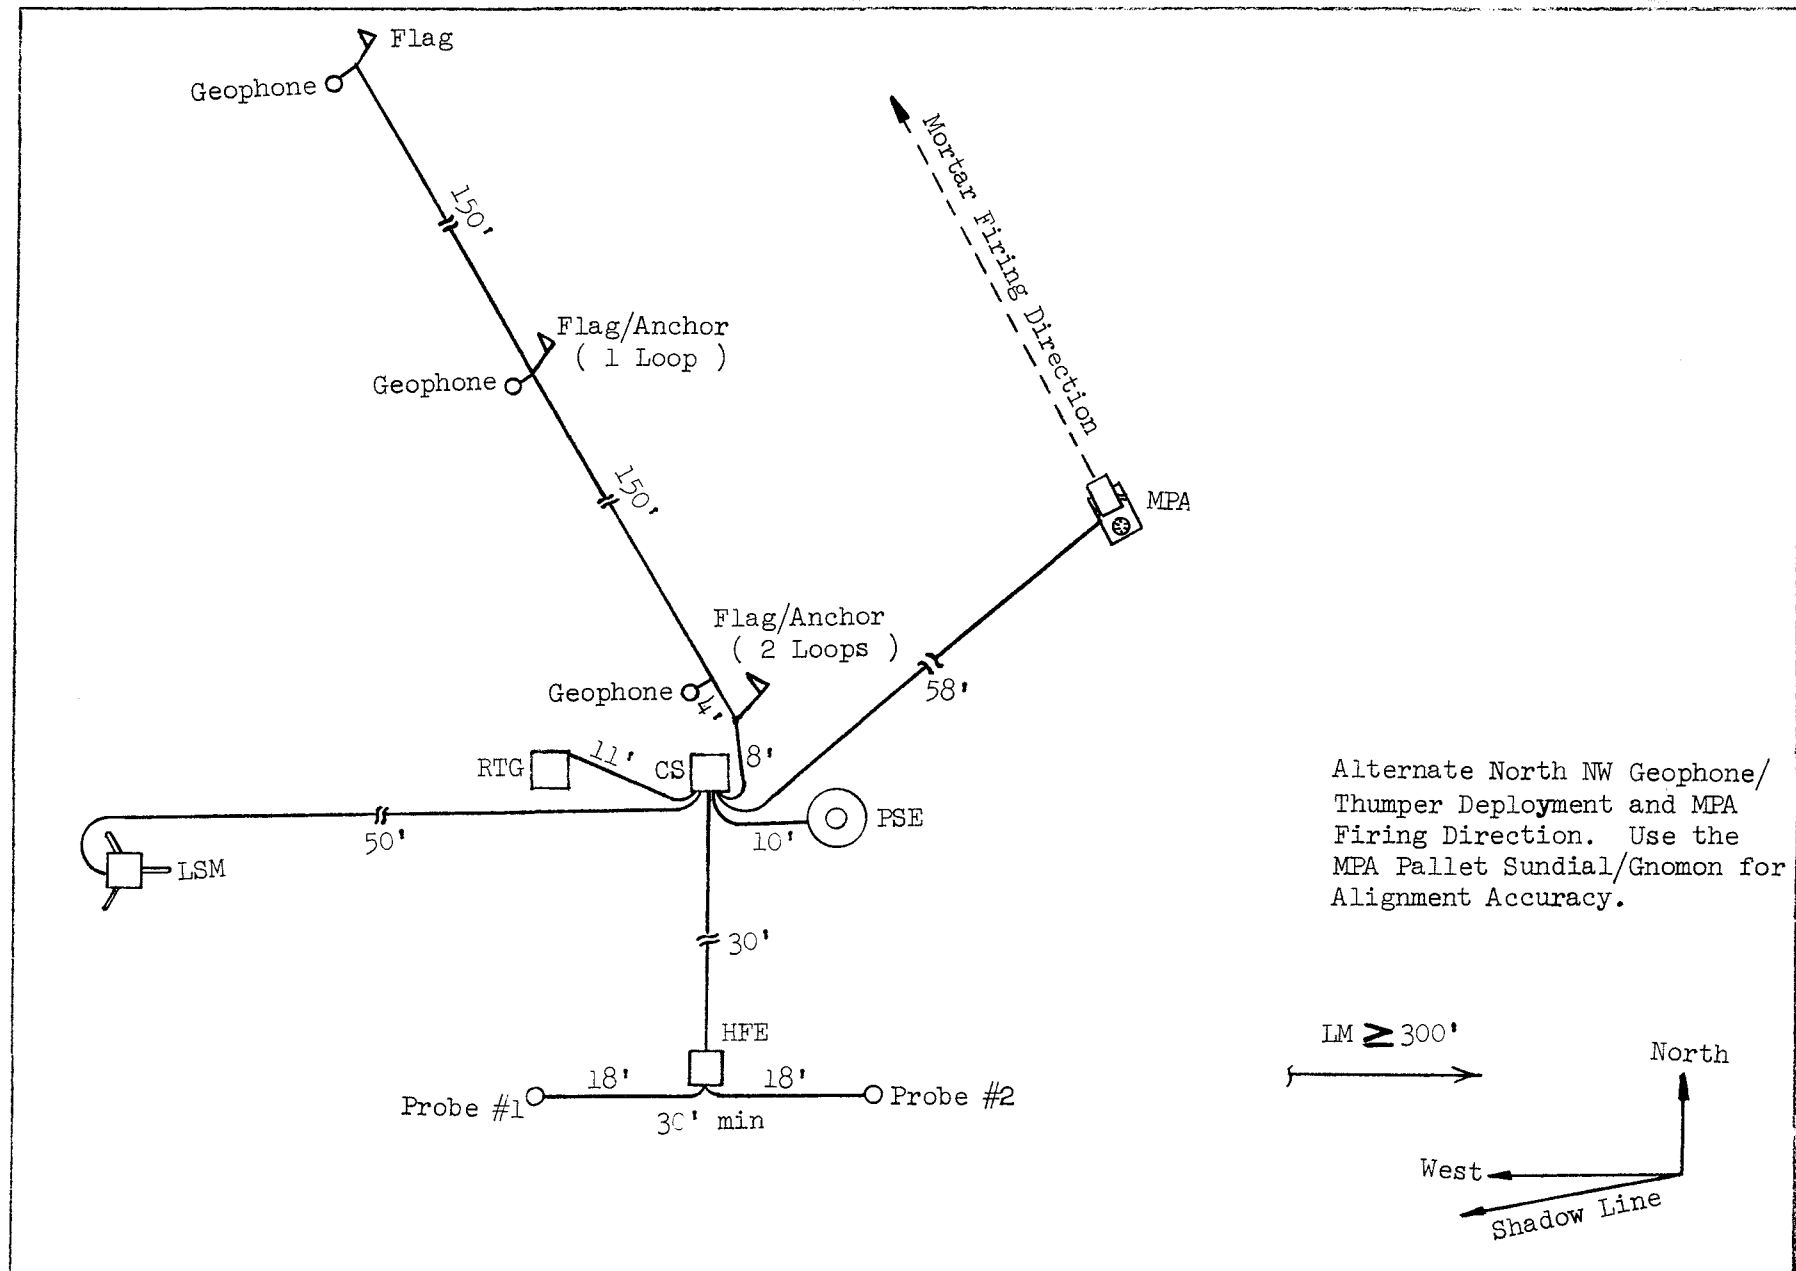 Flag
Geophone
150'
Mortar Firing Direction
Flag/Anchor
( 1 Loop )
Geophone
150'
MPA
Flag/Anchor
( 2 Loops )
Geophone
4'
58'
RTG
11'
CS
8'
PSE
10'
50'
LSM
Alternate North NW Geophone/
Thumper Deployment and MPA
Firing Direction. Use the
MPA Pallet Sundial/Gnomon for
Alignment Accuracy.
30'
HFE
18'
18'
Probe #1
Probe #2
30' min
LM ≥ 300'
North
West
Shadow Line